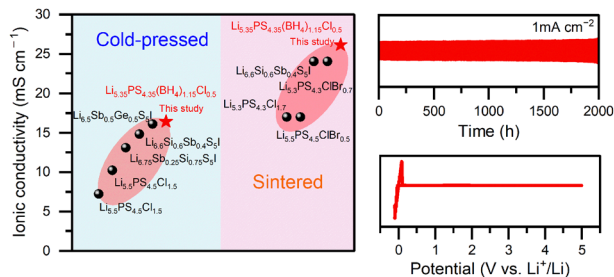 Ionic conductivity (mS cm⁻¹)
30
25
20
15
10
5
0
Cold-pressed
Li₅.₃₅PS₄.₃₅(BH₄)₁.₁₅Cl₀.₅
This study
Li₆.₅Sb₀.₅Ge₀.₅S₅I
Li₆.₆Si₀.₆Sb₀.₄S₅I
Li₆.₇₅Sb₀.₂₅Si₀.₇₅S₅I
Li₅.₅PS₄.₅Cl₁.₅
Li₅.₅PS₄.₅Cl₁.₅
Li₅.₃₅PS₄.₃₅(BH₄)₁.₁₅Cl₀.₅
This study
Li₆.₆Si₀.₆Sb₀.₄S₅I
Li₅.₃PS₄.₃ClBr₀.₇
Li₅.₃PS₄.₃Cl₁.₇
Li₅.₅PS₄.₅ClBr₀.₅
Sintered
1mA cm⁻²
0 500 1000 1500 2000
Time (h)
0 1 2 3 4 5
Potential (V vs. Li⁺/Li)